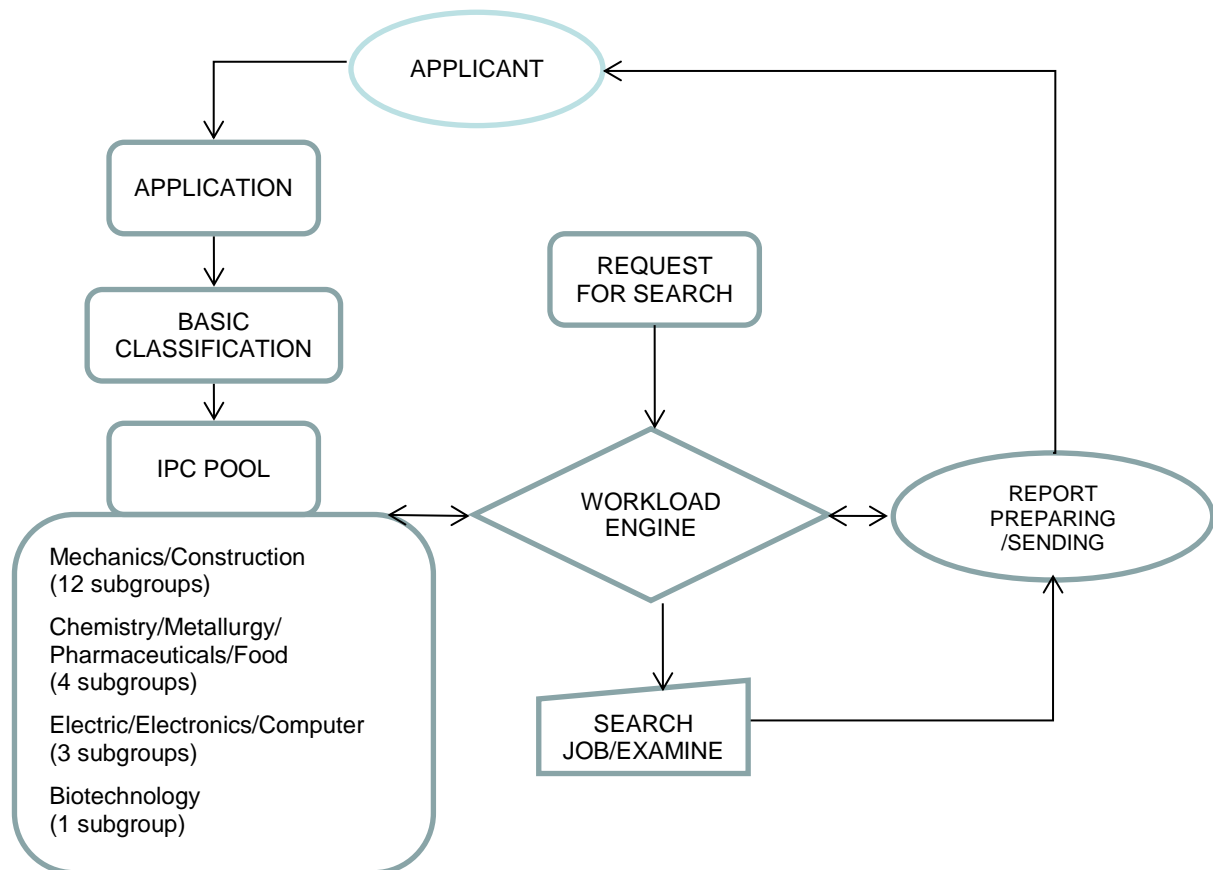 APPLICANT
APPLICATION
BASIC
CLASSIFICATION
IPC POOL
Mechanics/Construction
(12 subgroups)
Chemistry/Metallurgy/
Pharmaceuticals/Food
(4 subgroups)
Electric/Electronics/Computer
(3 subgroups)
Biotechnology
(1 subgroup)
REQUEST
FOR SEARCH
WORKLOAD
ENGINE
SEARCH
JOB/EXAMINE
REPORT
PREPARING
/SENDING